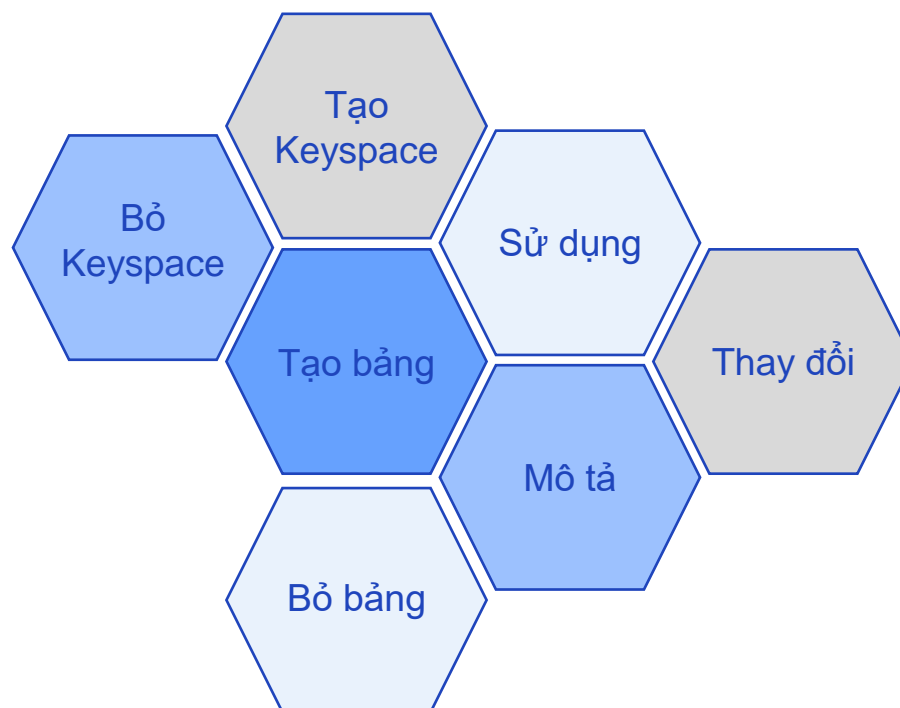 Tạo
Keyspace
Bỏ
Keyspace
Sử dụng
Tạo bảng
Thay đổi
Mô tả
Bỏ bảng